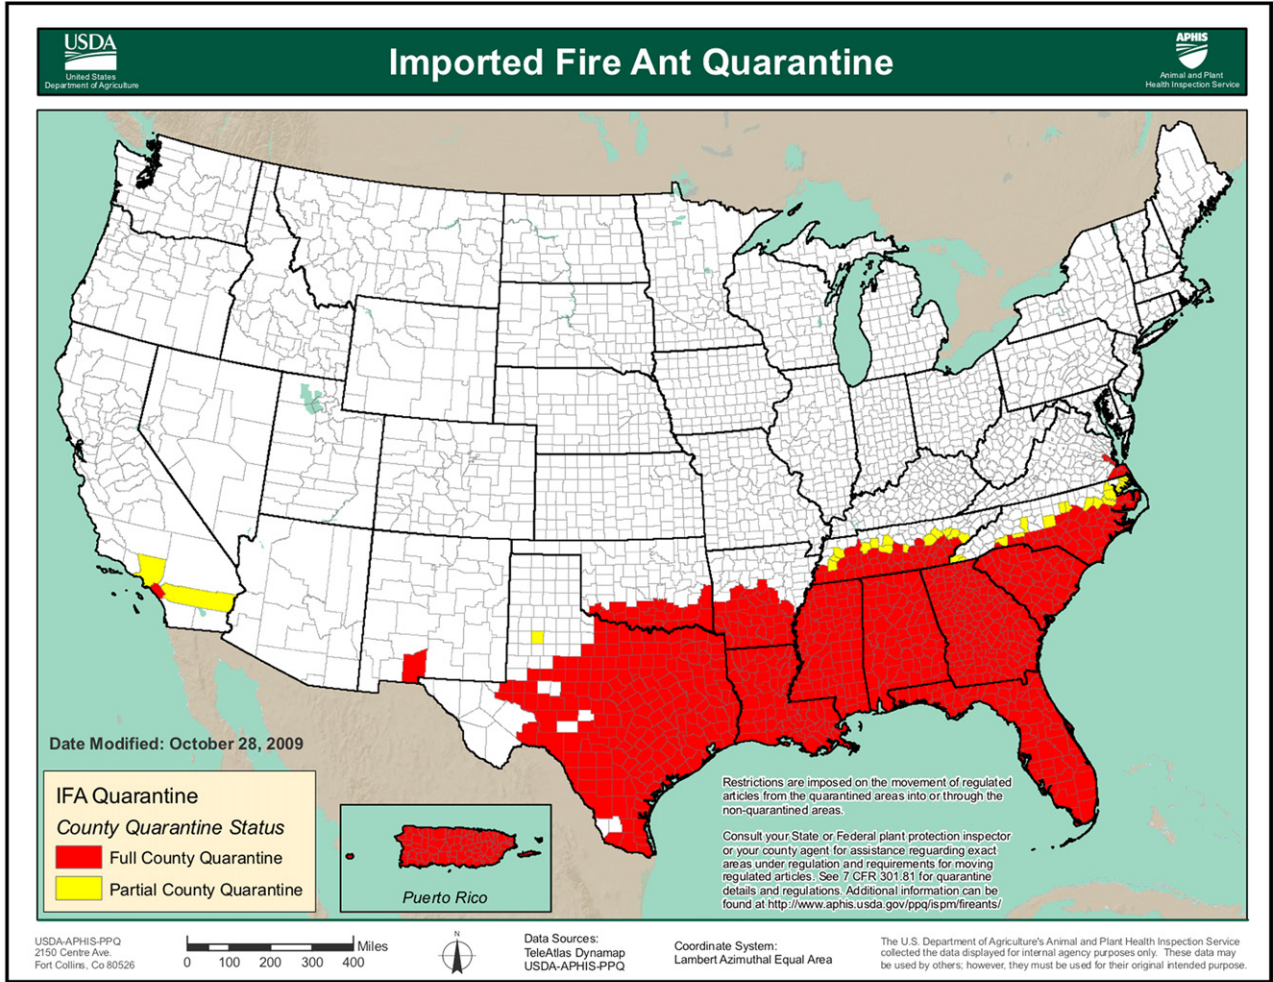 USDA
United States
Department of Agriculture
Imported Fire Ant Quarantine
APHIS
Animal and Plant
Health Inspection Service
Date Modified: October 28, 2009
IFA Quarantine
County Quarantine Status
Full County Quarantine
Partial County Quarantine
Puerto Rico
Restrictions are imposed on the movement of regulated
articles from the quarantined areas into or through the
non-quarantined areas.
Consult your State or Federal plant protection inspector
or your county agent for assistance reguarding exact
areas under regulation and requirements for moving
regulated articles. See 7 CFR 301.81 for quarantine
details and regulations. Additional information can be
found at http://www.aphis.usda.gov/ppq/ispm/fireants/
USDA-APHIS-PPQ
2150 Centre Ave.
Fort Collins, Co 80526
Miles
0 100 200 300 400
N
Data Sources:
TeleAtlas Dynamap
USDA-APHIS-PPQ
Coordinate System:
Lambert Azimuthal Equal Area
The U.S. Department of Agriculture's Animal and Plant Health Inspection Service
collected the data displayed for internal agency purposes only. These data may
be used by others; however, they must be used for their original intended purpose.